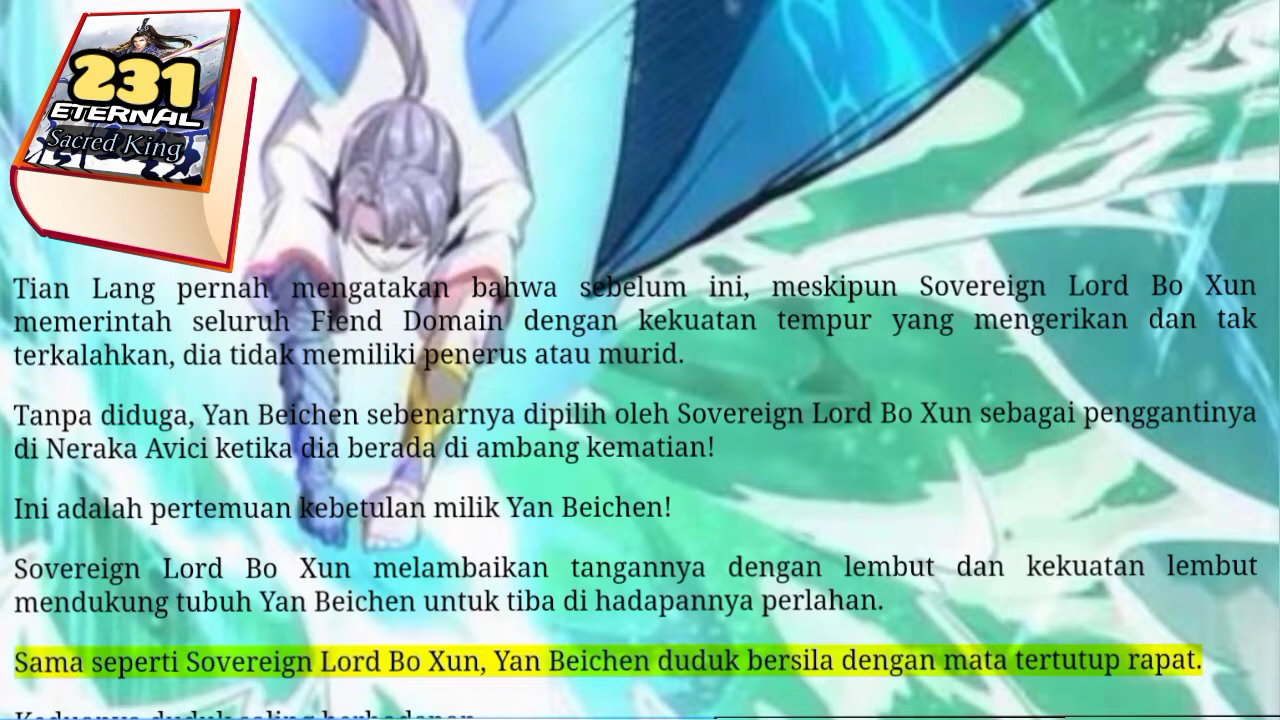 231
ETERNAL
Sacred King
Tian Lang pernah mengatakan bahwa sebelum ini, meskipun Sovereign Lord Bo Xun
memerintah seluruh Fiend Domain dengan kekuatan tempur yang mengerikan dan tak
terkalahkan, dia tidak memiliki penerus atau murid.
Tanpa diduga, Yan Beichen sebenarnya dipilih oleh Sovereign Lord Bo Xun sebagai penggantinya
di Neraka Avici ketika dia berada di ambang kematian!
Ini adalah pertemuan kebetulan milik Yan Beichen!
Sovereign Lord Bo Xun melambaikan tangannya dengan lembut dan kekuatan lembut
mendukung tubuh Yan Beichen untuk tiba di hadapannya perlahan.
Sama seperti Sovereign Lord Bo Xun, Yan Beichen duduk bersila dengan mata tertutup rapat.
Keduanya duduk saling berhadapan.